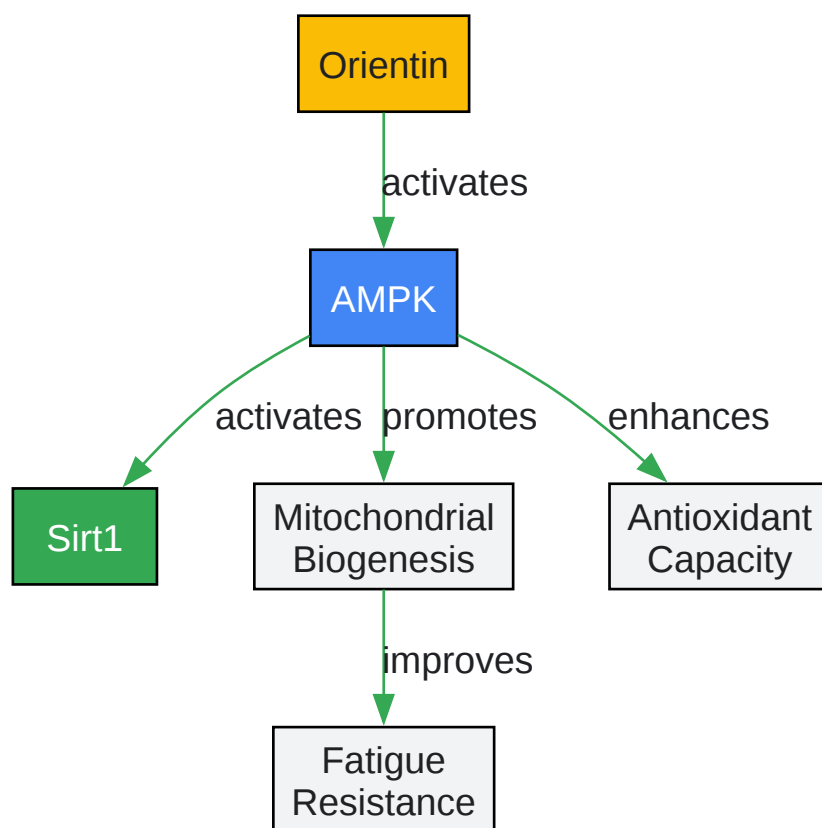 Orientin
activates
AMPK
activates
promotes
enhances
Sirt1
Mitochondrial
Biogenesis
Antioxidant
Capacity
improves
Fatigue
Resistance